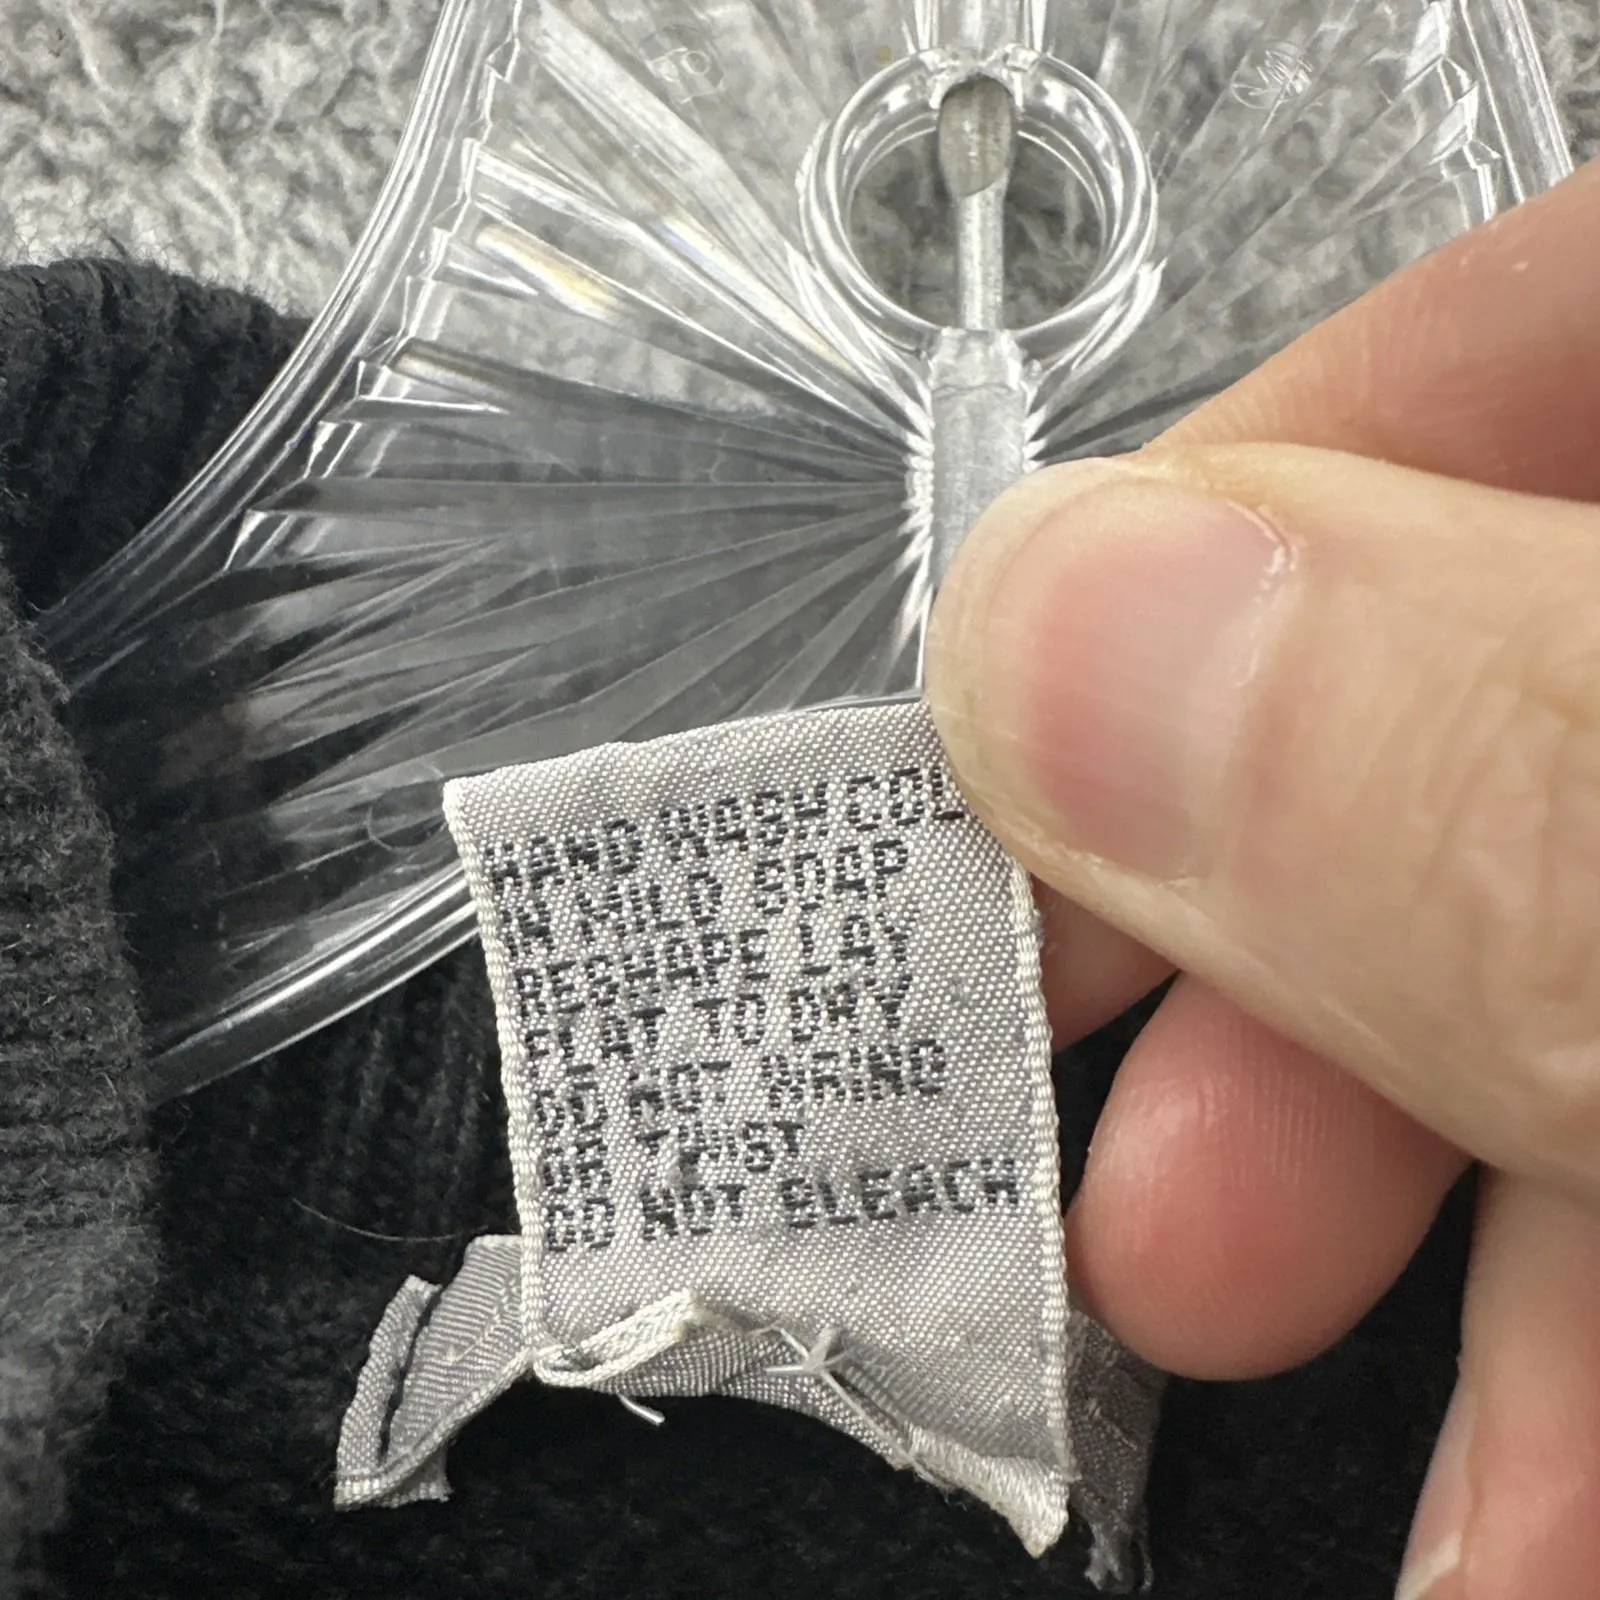 HAND WASH COL
IN MILD SOAP
RESHAPE LAY
FLAT TO DRY
DO NOT WRING
OR TWIST
DO NOT BLEACH